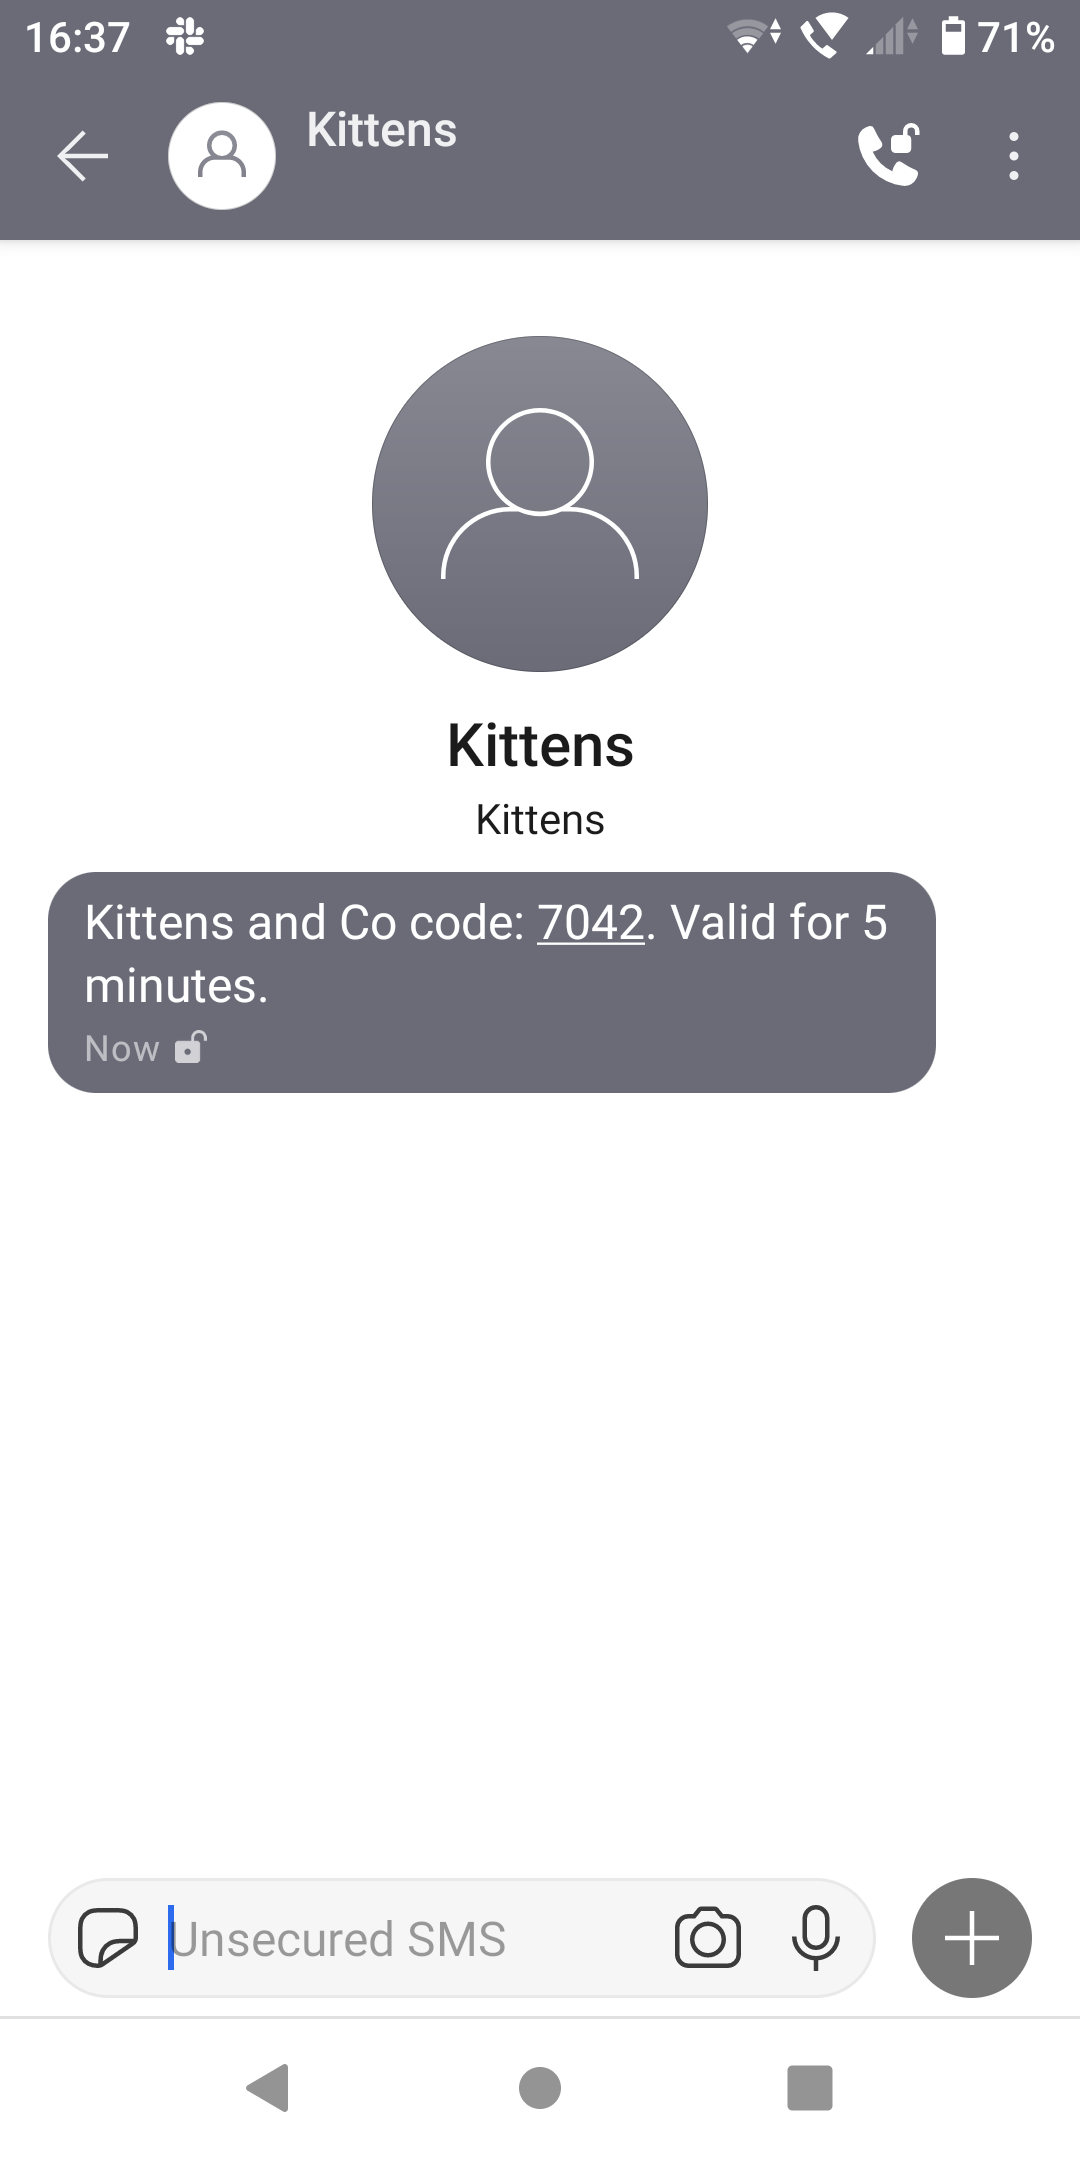 16:37
71%
Kittens
Kittens
Kittens
Kittens and Co code: 7042. Valid for 5
minutes.
Now
Unsecured SMS